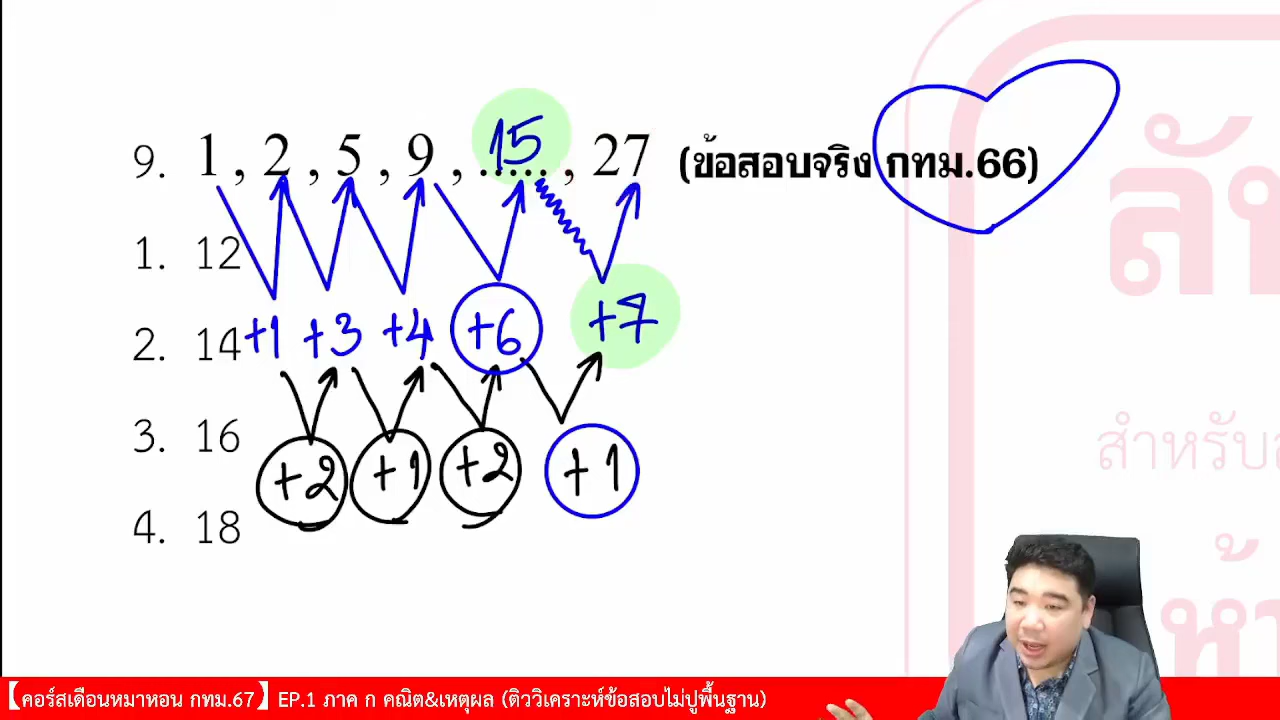 9. 1 , 2 , 5 , 9 , 15 ..... , 27 (ข้อสอบจริง กทม.66)
1. 12
2. 14
3. 16
4. 18
+1 +3 +4 +6 +7
+2 +1 +2 +1
สำหรับ
【คอร์สเดือนหมาหอน กทม.67】 EP.1 ภาค ก คณิต&เหตุผล (ติววิเคราะห์ข้อสอบไม่ปูพื้นฐาน)